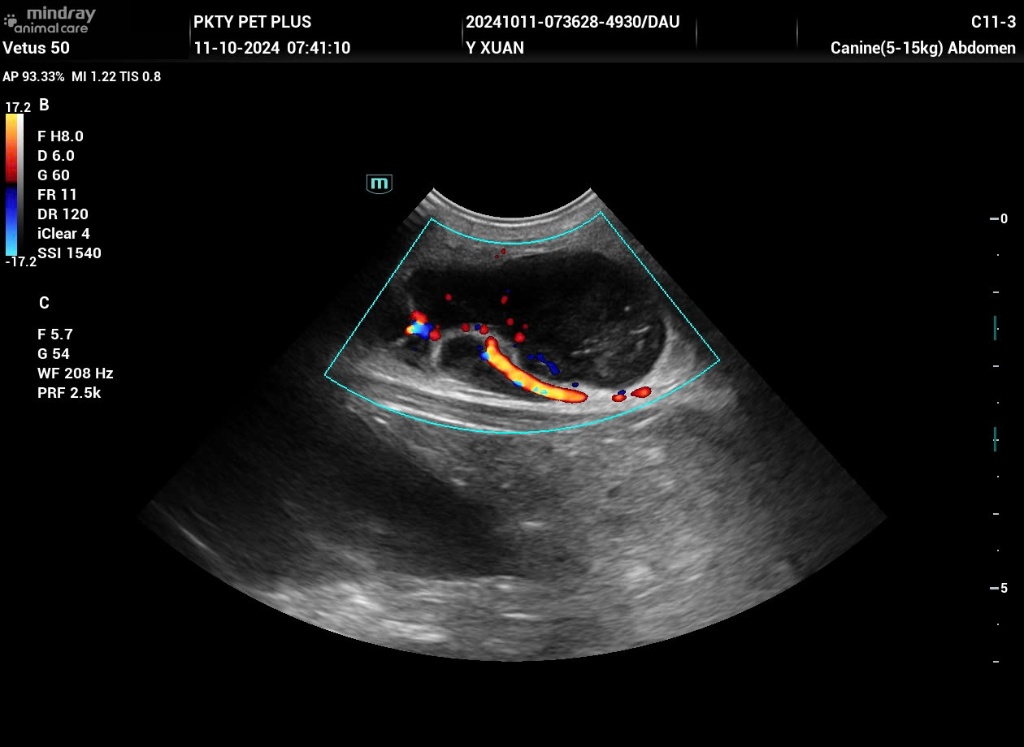 mindray
animal care
Vetus 50
PKTY PET PLUS
11-10-2024 07:41:10
20241011-073628-4930/DAU
Y XUAN
C11-3
Canine(5-15kg) Abdomen
AP 93.33% MI 1.22 TIS 0.8
17.2
-17.2
B
F H8.0
D 6.0
G 60
FR 11
DR 120
iClear 4
SSI 1540
C
F 5.7
G 54
WF 208 Hz
PRF 2.5k
m
0
5